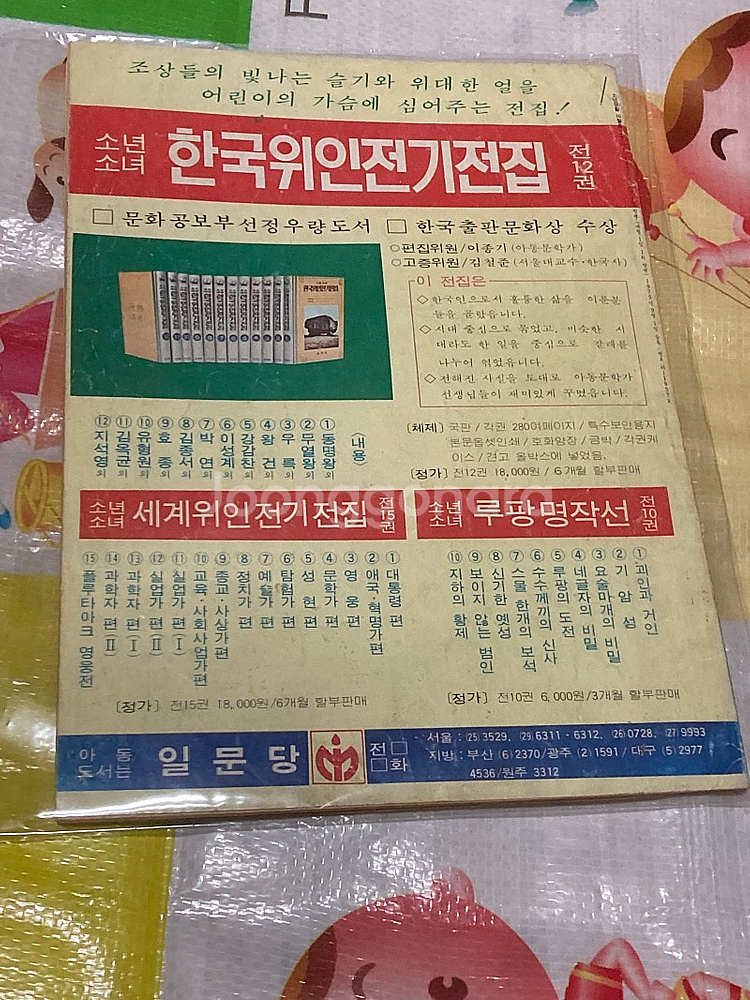 조상들의 빛나는 슬기와 위대한 얼을
어린이의 가슴에 심어주는 전집!
소년
소녀
한국위인전기전집
전
12
권
□ 문화공보부선정우량도서
□ 한국출판문화상 수상
○편집위원/이종기(아동문학가)
○고증위원/김철준(서울대교수·한국사)
이 전집은
◇한국인으로서 훌륭한 삶을 이룬분
들을 골랐읍니다.
◇시대 중심으로 묶었고, 비슷한 시
대라도 한 일을 중심으로 갈래를
나누어 엮었읍니다.
◇전해진 사실을 토대로 아동문학가
선생님들이 재미있게 꾸몄읍니다.
[체제] 국판/각권 280여페이지/특수보안용지
본문옵셋인쇄/호화양장/금박/각권케
이스/견고 올박스에 넣었음.
[정가] 전12권 18,000원/6개월 할부판매
〈내용〉
①동명왕 외
②무열왕 외
③우륵 외
④왕건 외
⑤강감찬 외
⑥이성계 외
⑦박연 외
⑧김종서 외
⑨효종 외
⑩유형원 외
⑪김옥균 외
⑫지석영 외
소년
소녀
세계위인전기전집
전
15
권
①대통령 편
②애국·혁명가 편
③영웅 편
④문학가 편
⑤성현 편
⑥탐험가 편
⑦예술가 편
⑧정치가 편
⑨종교·사상가 편
⑩교육·사회사업가 편
⑪실업가 편(Ⅰ)
⑫실업가 편(Ⅱ)
⑬과학자 편(Ⅰ)
⑭과학자 편(Ⅱ)
⑮플루타아크 영웅전
[정가] 전15권 18,000원/6개월 할부판매
소년
소녀
루팡명작선
전
10
권
①괴인과 거인
②기암성
③요술마개의 비밀
④네글자의 비밀
⑤루팡의 도전
⑥수수께끼의 신사
⑦스물 한개의 보석
⑧신기한 옛성
⑨보이지 않는 범인
⑩지하의 황제
[정가] 전10권 6,000원/3개월 할부판매
아동
도서는
일문당
전□
□화
서울: (25)3529, (29)6311·6312, (26)0728, (27)9993
지방: 부산 (6)2370/광주 (2)1591/대구 (5)2977
4536/원주 3312
loonggonara